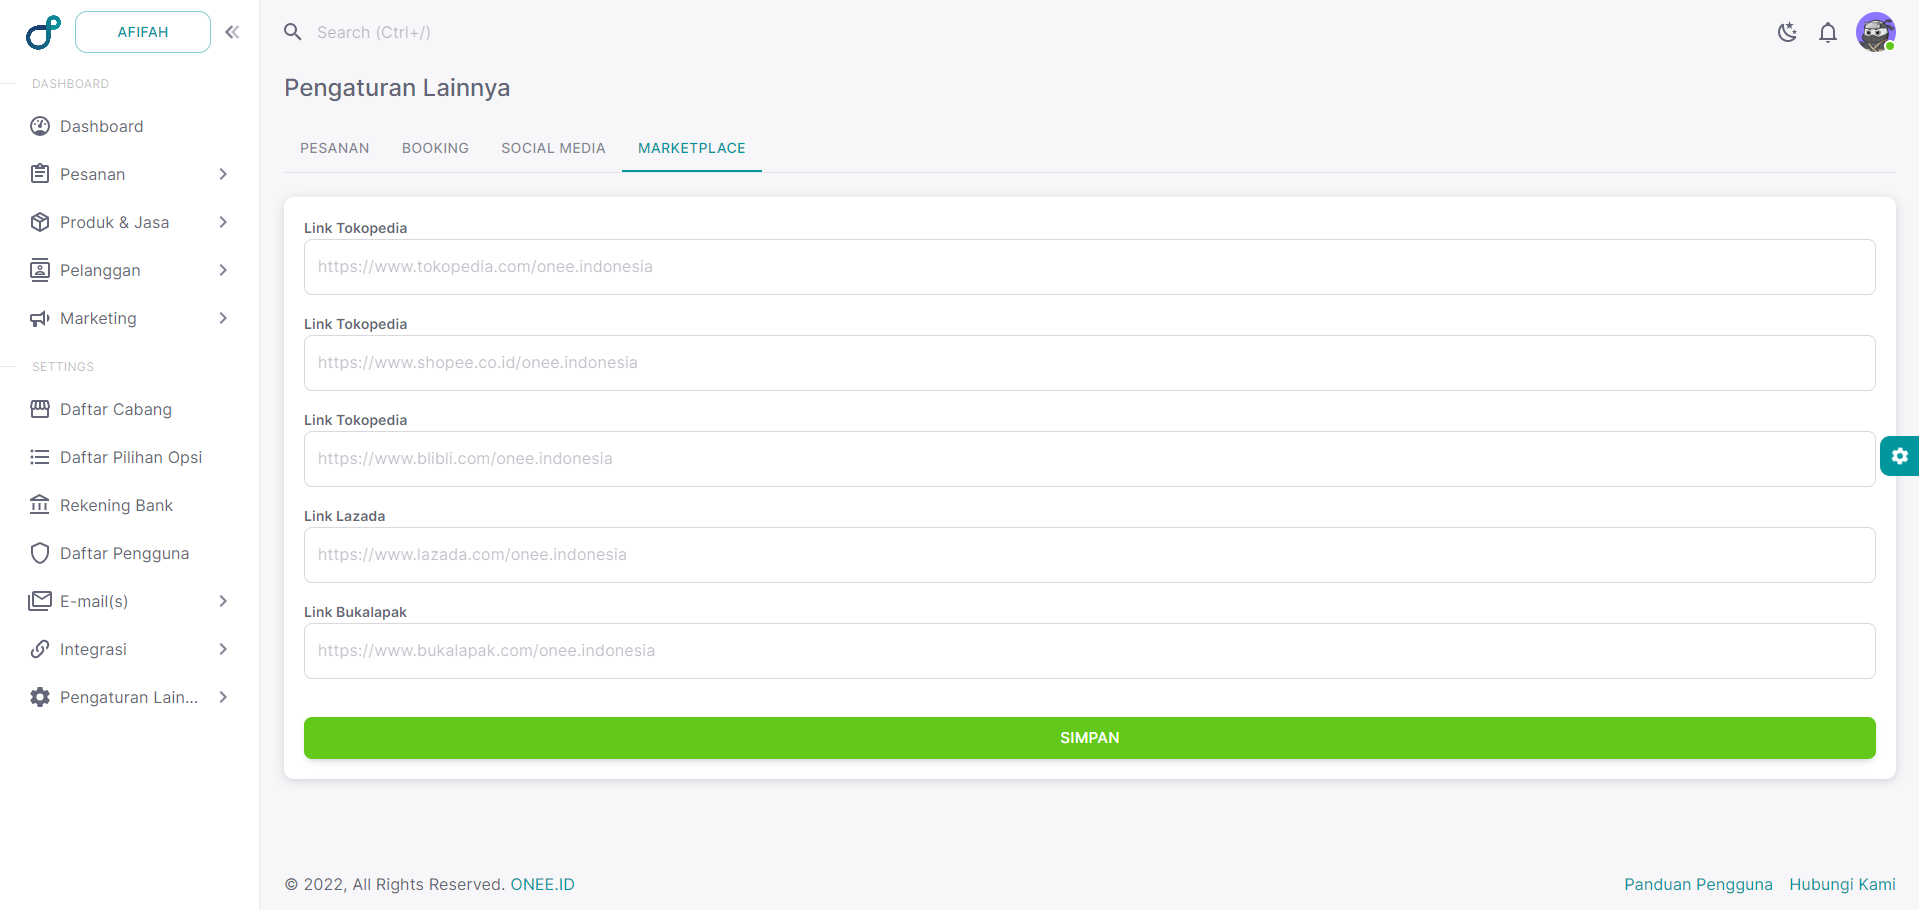 AFIFAH
Search (Ctrl+/)
DASHBOARD
Dashboard
Pesanan
Produk & Jasa
Pelanggan
Marketing
SETTINGS
Daftar Cabang
Daftar Pilihan Opsi
Rekening Bank
Daftar Pengguna
E-mail(s)
Integrasi
Pengaturan Lain...
Pengaturan Lainnya
PESANAN BOOKING SOCIAL MEDIA MARKETPLACE
Link Tokopedia
https://www.tokopedia.com/onee.indonesia
Link Tokopedia
https://www.shopee.co.id/onee.indonesia
Link Tokopedia
https://www.blibli.com/onee.indonesia
Link Lazada
https://www.lazada.com/onee.indonesia
Link Bukalapak
https://www.bukalapak.com/onee.indonesia
SIMPAN
© 2022, All Rights Reserved. ONEE.ID
Panduan Pengguna Hubungi Kami